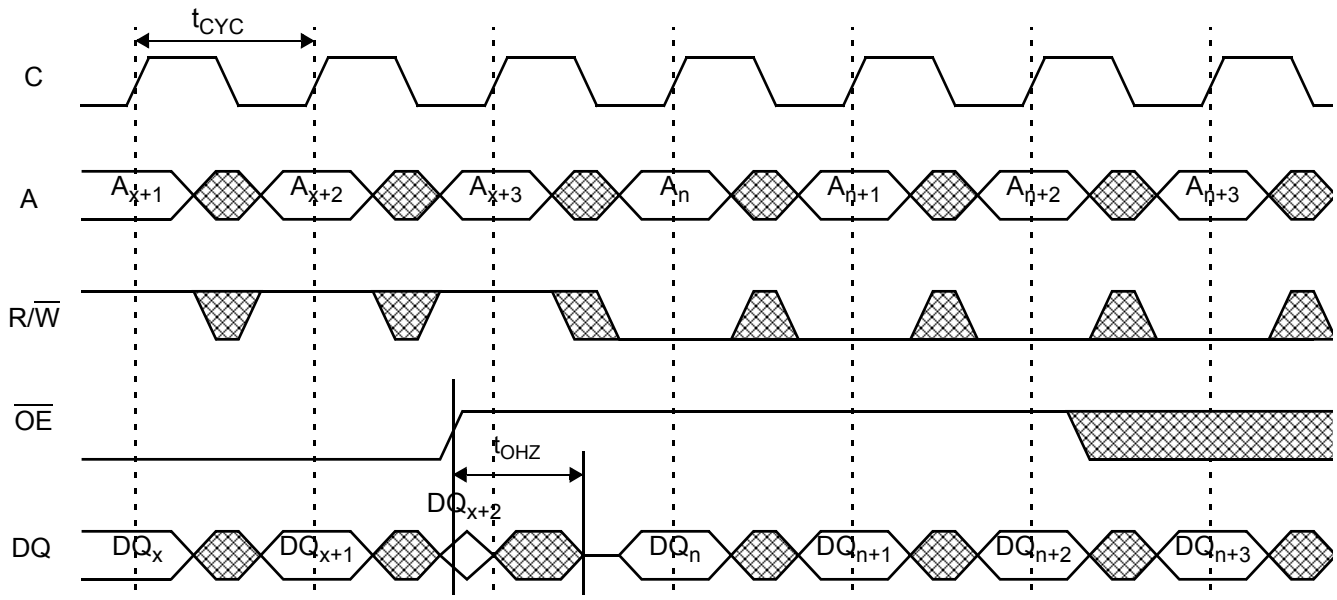 tCYC
C
A Ax+1 Ax+2 Ax+3 An An+1 An+2 An+3
R/W̅
O̅E̅
tOHZ
DQx+2
DQ DQx DQx+1 DQn DQn+1 DQn+2 DQn+3